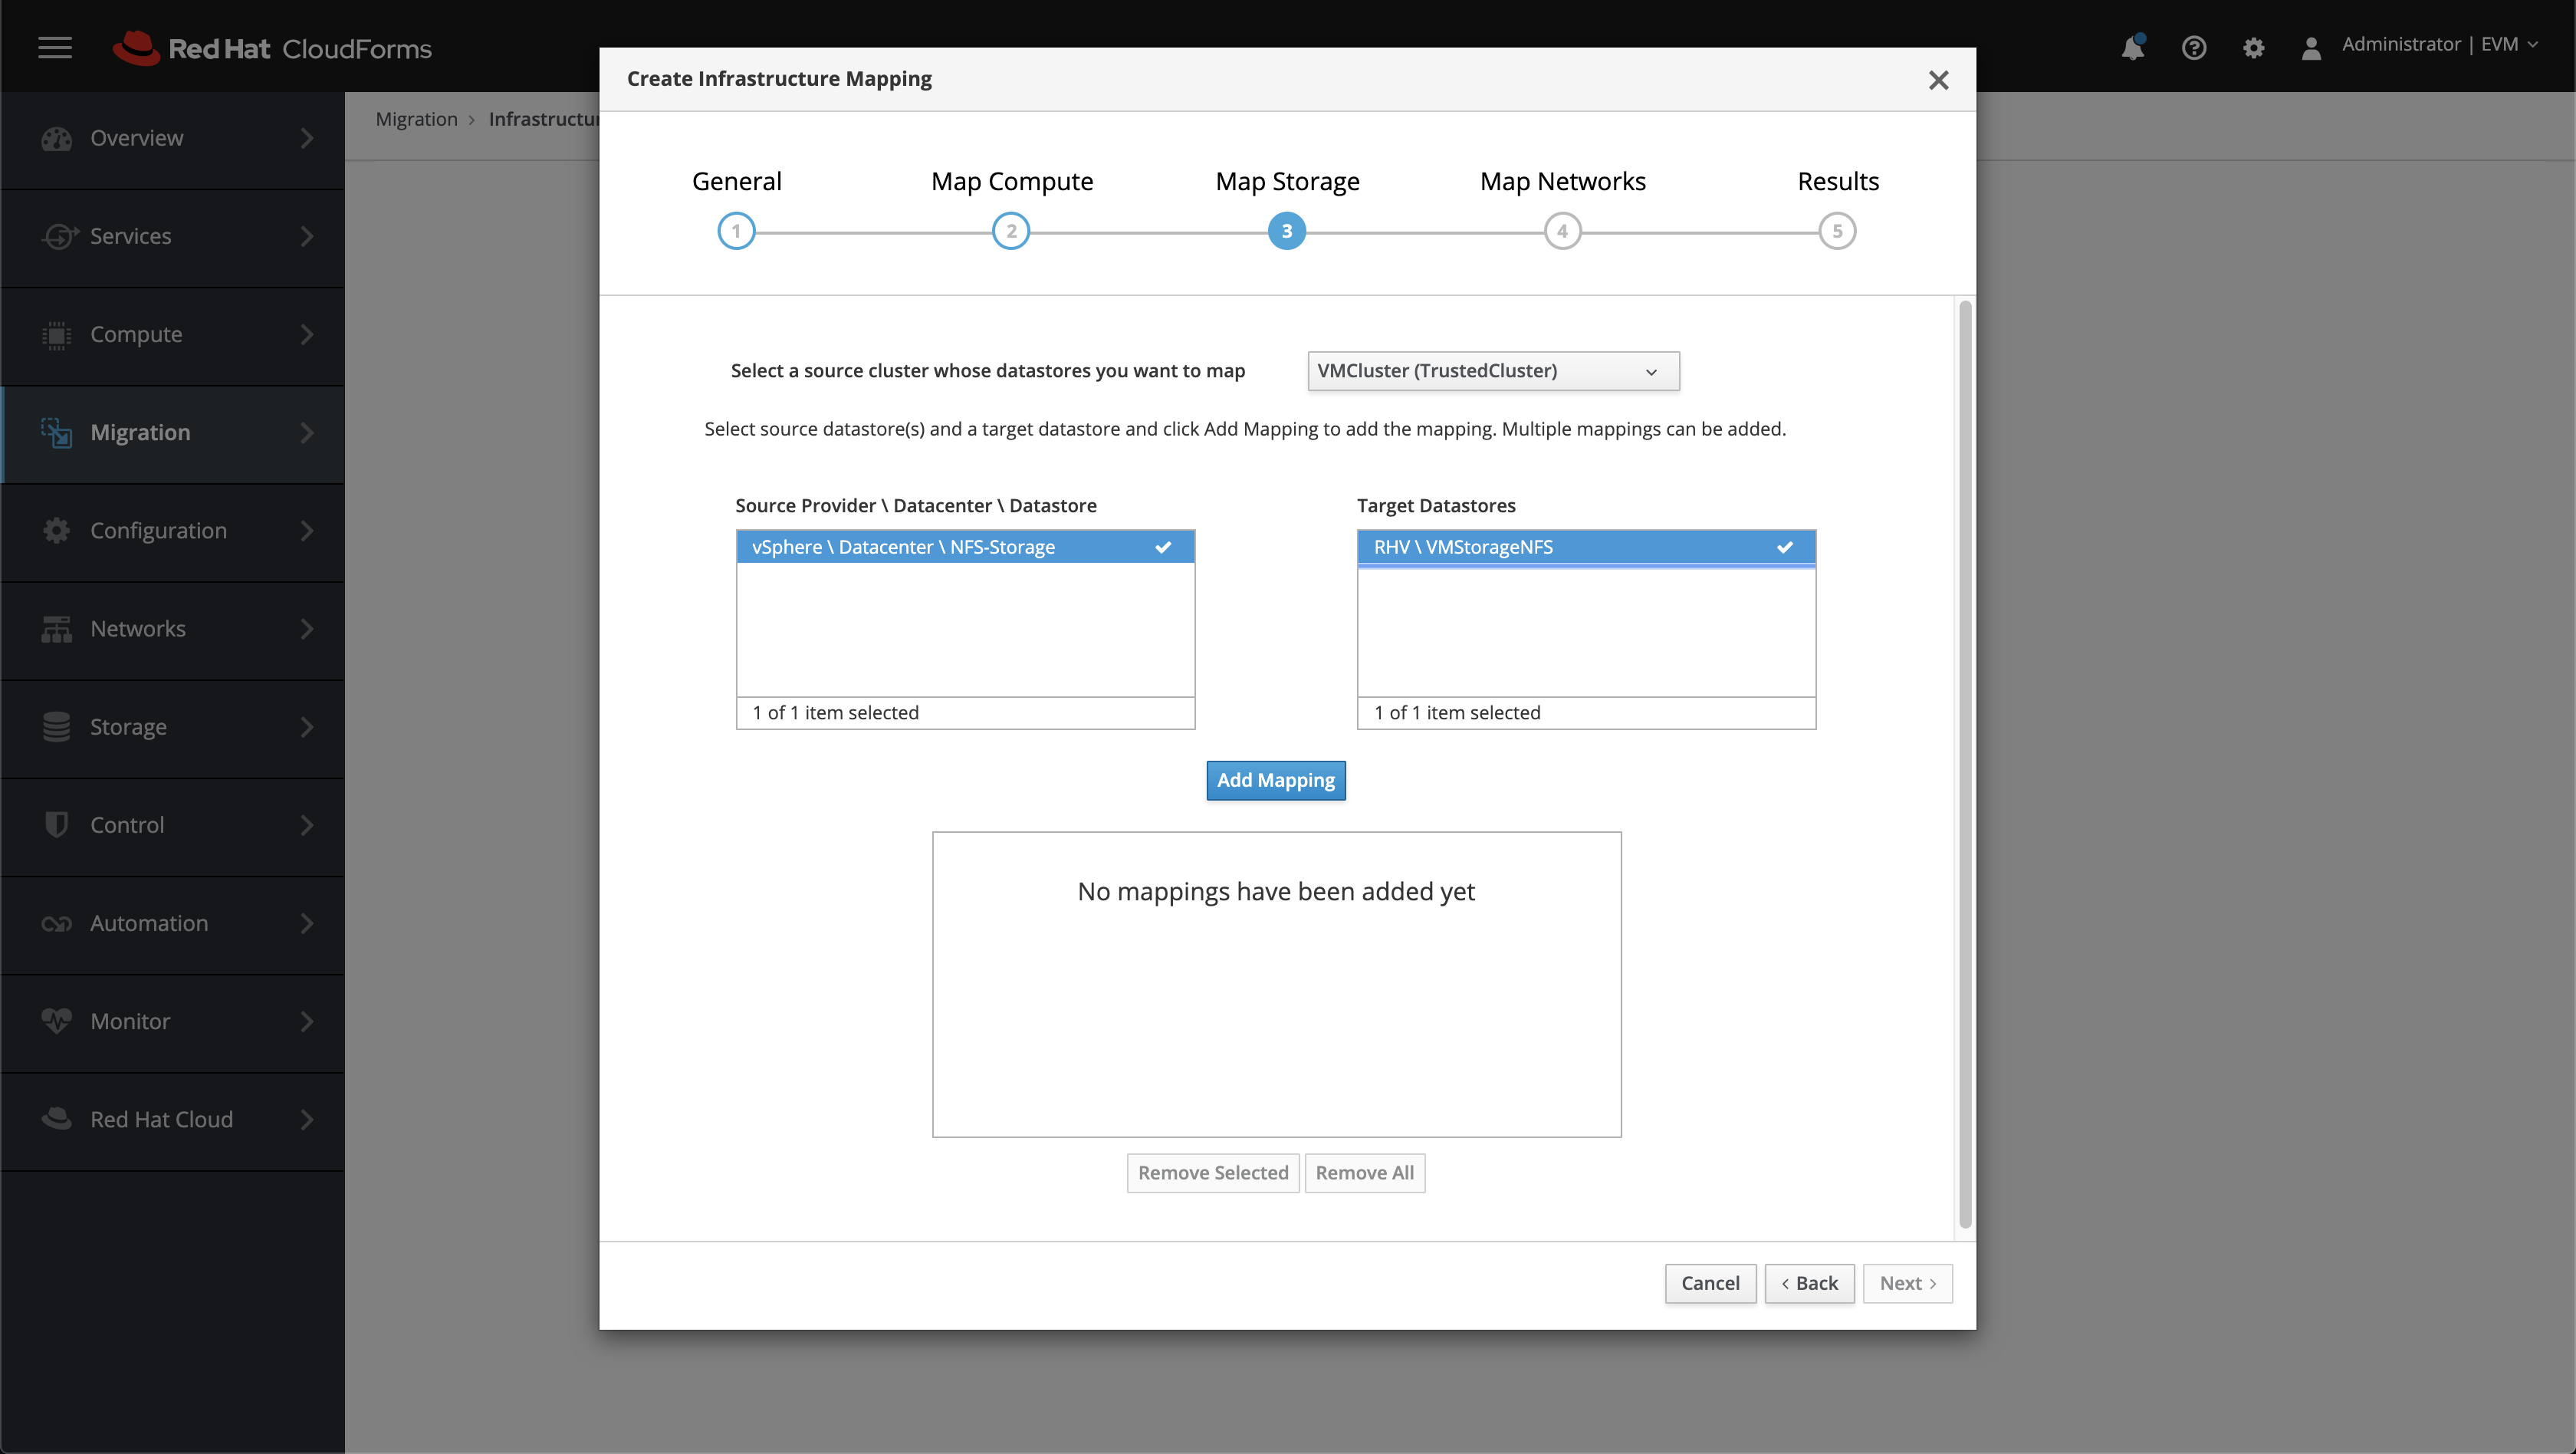 Red Hat CloudForms
Administrator | EVM
Create Infrastructure Mapping
Migration > Infrastructur
Overview
Services
Compute
Migration
Configuration
Networks
Storage
Control
Automation
Monitor
Red Hat Cloud
General
Map Compute
Map Storage
Map Networks
Results
1
2
3
4
5
Select a source cluster whose datastores you want to map
VMCluster (TrustedCluster)
Select source datastore(s) and a target datastore and click Add Mapping to add the mapping. Multiple mappings can be added.
Source Provider \ Datacenter \ Datastore
vSphere \ Datacenter \ NFS-Storage
1 of 1 item selected
Target Datastores
RHV \ VMStorageNFS
1 of 1 item selected
Add Mapping
No mappings have been added yet
Remove Selected
Remove All
Cancel
< Back
Next >